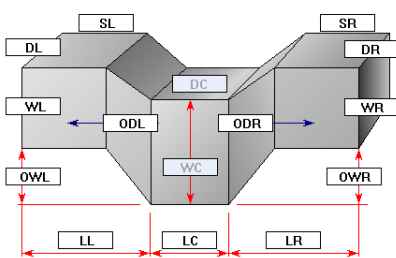 SL SR
DL DR
DC
WL WR
ODL ODR
WC
OWL OWR
LL LC LR